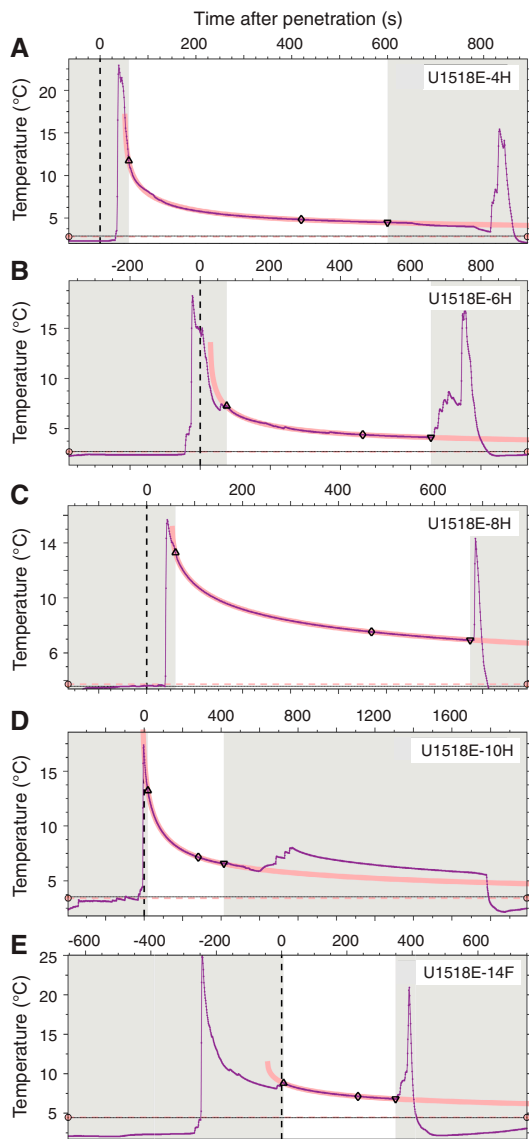 Time after penetration (s)
A
0 200 400 600 800
Temperature (°C)
20
15
10
5
U1518E-4H
B
-200 0 200 400 600 800
Temperature (°C)
15
10
5
U1518E-6H
C
0 200 400 600
Temperature (°C)
14
10
6
U1518E-8H
D
0 400 800 1200 1600
Temperature (°C)
15
10
5
U1518E-10H
E
-600 -400 -200 0 200 400 600
Temperature (°C)
25
20
15
10
5
U1518E-14F